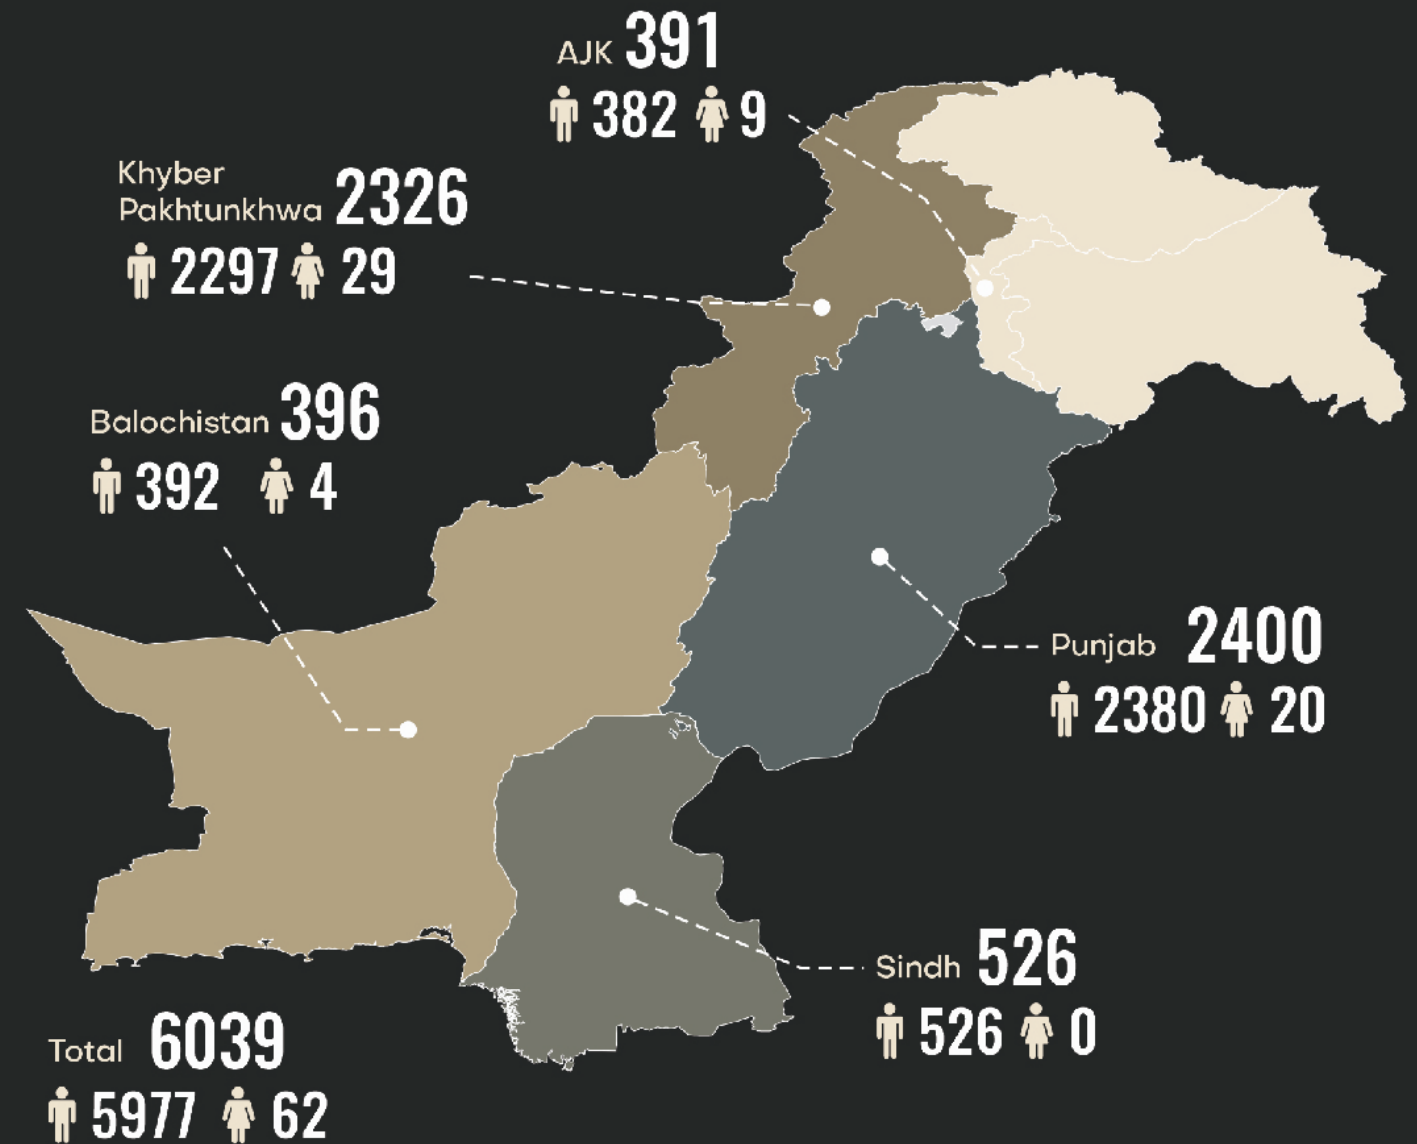 AJK 391
382 9
Khyber
Pakhtunkhwa 2326
2297 29
Balochistan 396
392 4
Punjab 2400
2380 20
Sindh 526
526 0
Total 6039
5977 62